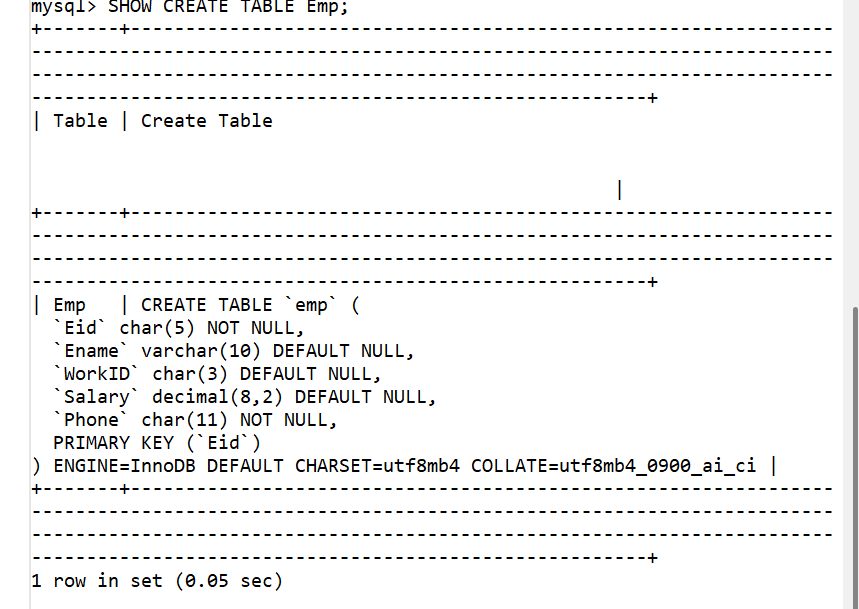 mysql> SHOW CREATE TABLE Emp;
+-------+----------------------------------------------------------------
-------------------------------------------------------------------------
-------------------------------------------------------------------------
--------------------------------------------------------+
| Table | Create Table
|
+-------+----------------------------------------------------------------
-------------------------------------------------------------------------
-------------------------------------------------------------------------
--------------------------------------------------------+
| Emp   | CREATE TABLE `emp` (
  `Eid` char(5) NOT NULL,
  `Ename` varchar(10) DEFAULT NULL,
  `WorkID` char(3) DEFAULT NULL,
  `Salary` decimal(8,2) DEFAULT NULL,
  `Phone` char(11) NOT NULL,
  PRIMARY KEY (`Eid`)
) ENGINE=InnoDB DEFAULT CHARSET=utf8mb4 COLLATE=utf8mb4_0900_ai_ci |
+-------+----------------------------------------------------------------
-------------------------------------------------------------------------
-------------------------------------------------------------------------
--------------------------------------------------------+
1 row in set (0.05 sec)